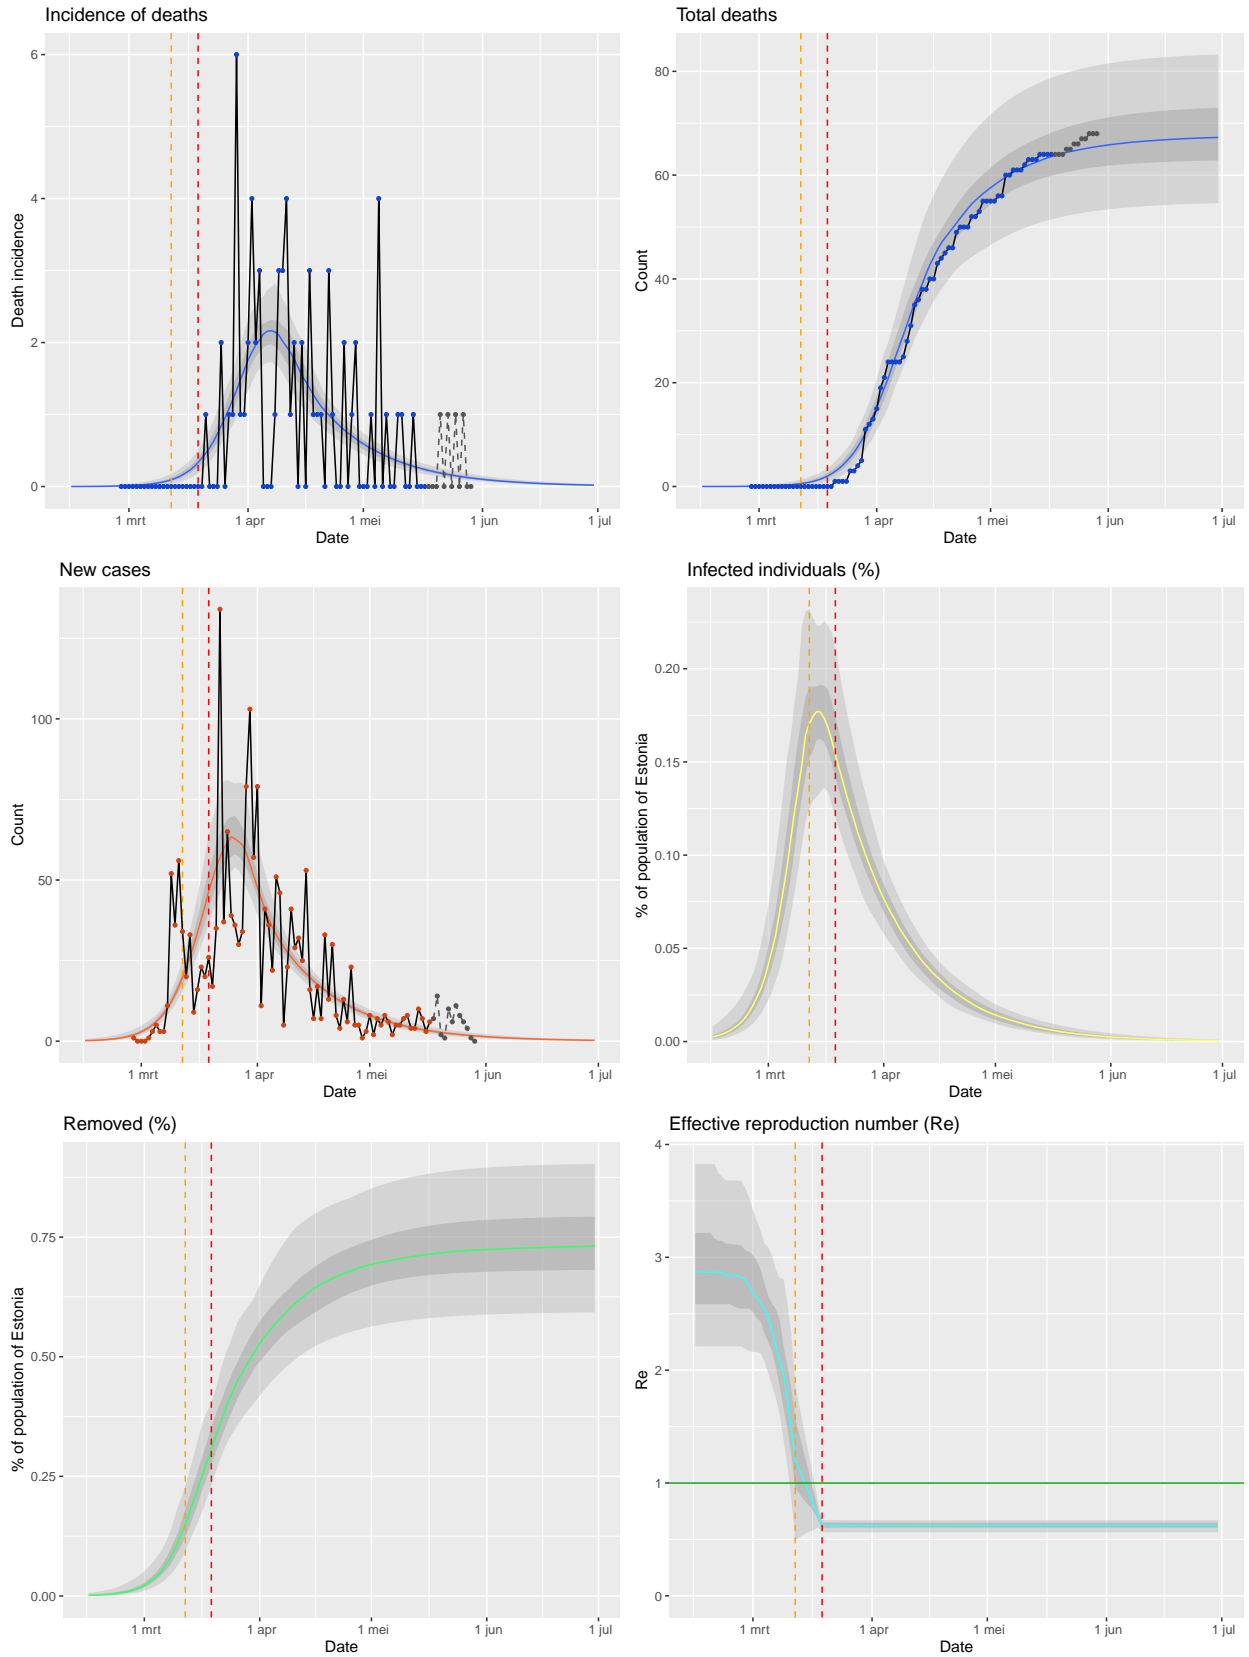 Incidence of deaths
Death incidence
6
4
2
0
1 mrt 1 apr 1 mei 1 jun 1 jul
Date
Total deaths
Count
80
60
40
20
0
1 mrt 1 apr 1 mei 1 jun 1 jul
Date
New cases
Count
100
50
0
1 mrt 1 apr 1 mei 1 jun 1 jul
Date
Infected individuals (%)
% of population of Estonia
0.20
0.15
0.10
0.05
0.00
1 mrt 1 apr 1 mei 1 jun 1 jul
Date
Removed (%)
% of population of Estonia
0.75
0.50
0.25
0.00
1 mrt 1 apr 1 mei 1 jun 1 jul
Date
Effective reproduction number (Re)
Re
4
3
2
1
0
1 mrt 1 apr 1 mei 1 jun 1 jul
Date